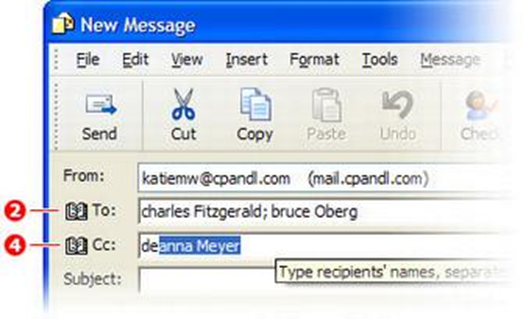 New Message
File Edit View Insert Format Tools Message
Send Cut Copy Paste Undo Chec
From: katiemw@cpandl.com (mail.cpandl.com)
2 To: charles Fitzgerald; bruce Oberg
4 Cc: deanna Meyer
Type recipients' names, separate
Subject: